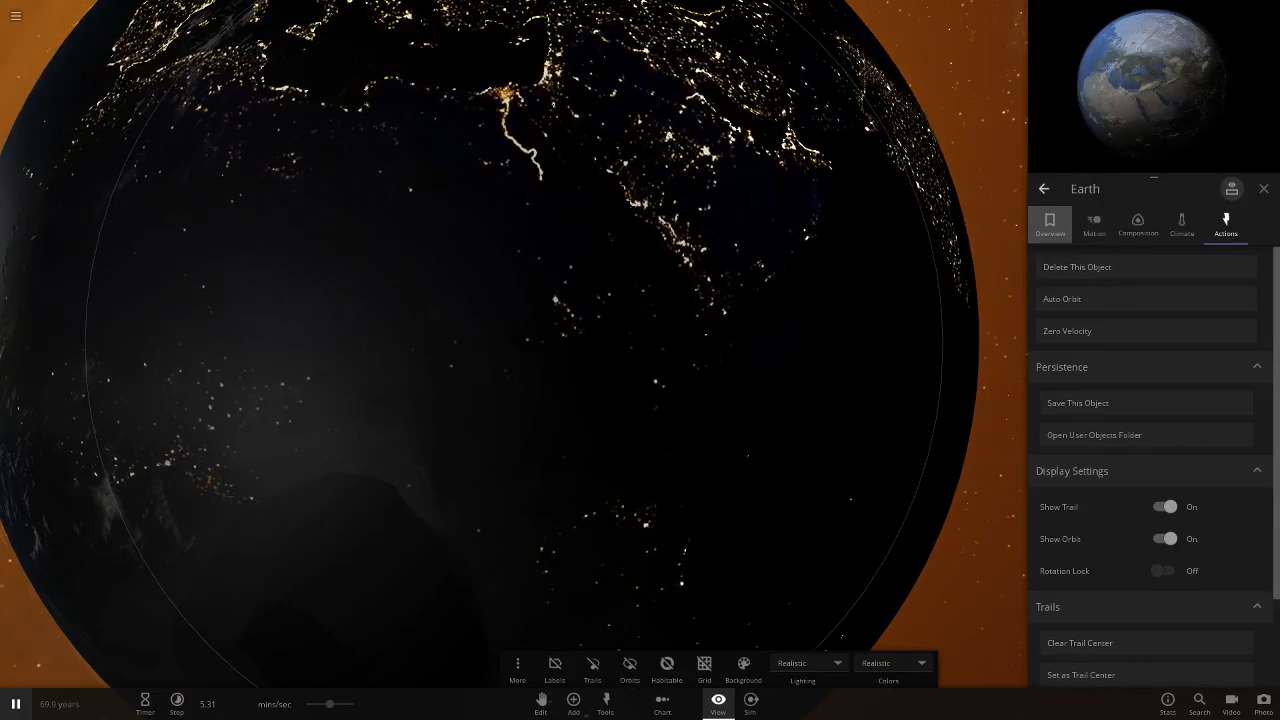 Earth
Overview
Motion
Composition
Climate
Actions
Delete This Object
Auto Orbit
Zero Velocity
Persistence
Save This Object
Open User Objects Folder
Display Settings
Show Trail On
Show Orbit On
Rotation Lock Off
Trails
Clear Trail Center
Set as Trail Center
More
Labels
Trails
Orbits
Habitable
Grid
Background
Realistic
Lighting
Realistic
Colors
69.9 years
Timer
Step
5.31
mins/sec
Edit
Add
Tools
Chart
View
Sim
Stats
Search
Video
Photo